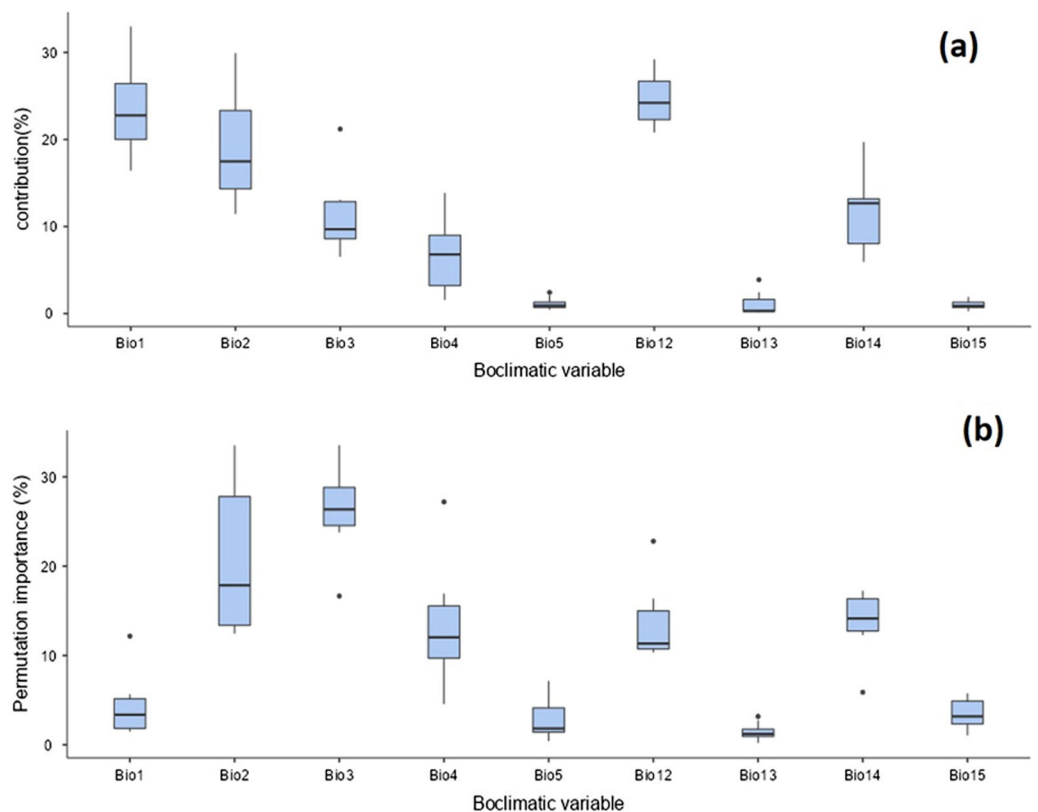 (a)
contribution(%)
30
20
10
0
Bio1 Bio2 Bio3 Bio4 Bio5 Bio12 Bio13 Bio14 Bio15
Boclimatic variable
(b)
Permutation importance (%)
30
20
10
0
Bio1 Bio2 Bio3 Bio4 Bio5 Bio12 Bio13 Bio14 Bio15
Boclimatic variable